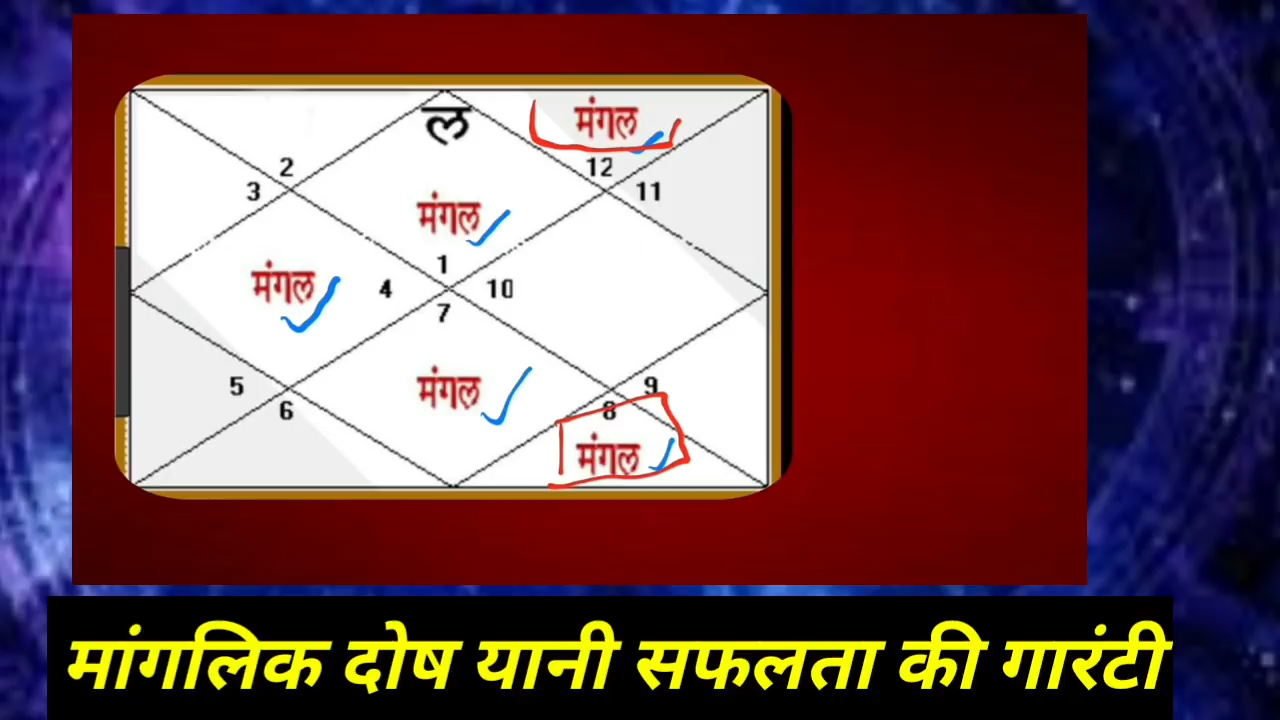 ल
मंगल
2
12
3
11
मंगल
1
मंगल
4
10
7
5
मंगल
9
6
8
मंगल
मांगलिक दोष यानी सफलता की गारंटी